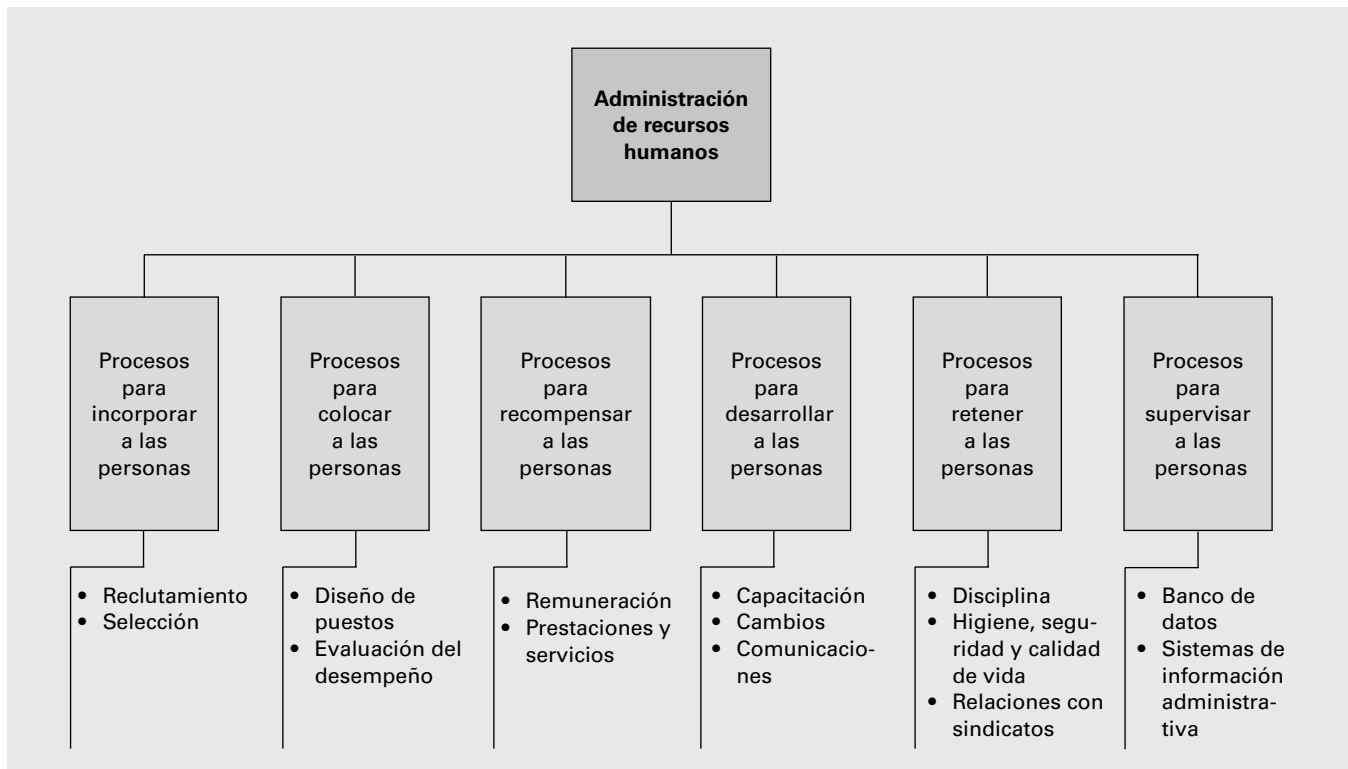 Administración
de recursos
humanos
Procesos
para
incorporar
a las
personas
Procesos
para
colocar
a las
personas
Procesos
para
recompensar
a las
personas
Procesos
para
desarrollar
a las
personas
Procesos
para
retener
a las
personas
Procesos
para
supervisar
a las
personas
• Reclutamiento
• Selección
• Diseño de
puestos
• Evaluación del
desempeño
• Remuneración
• Prestaciones y
servicios
• Capacitación
• Cambios
• Comunicacio-
nes
• Disciplina
• Higiene, segu-
ridad y calidad
de vida
• Relaciones con
sindicatos
• Banco de
datos
• Sistemas de
información
administra-
tiva